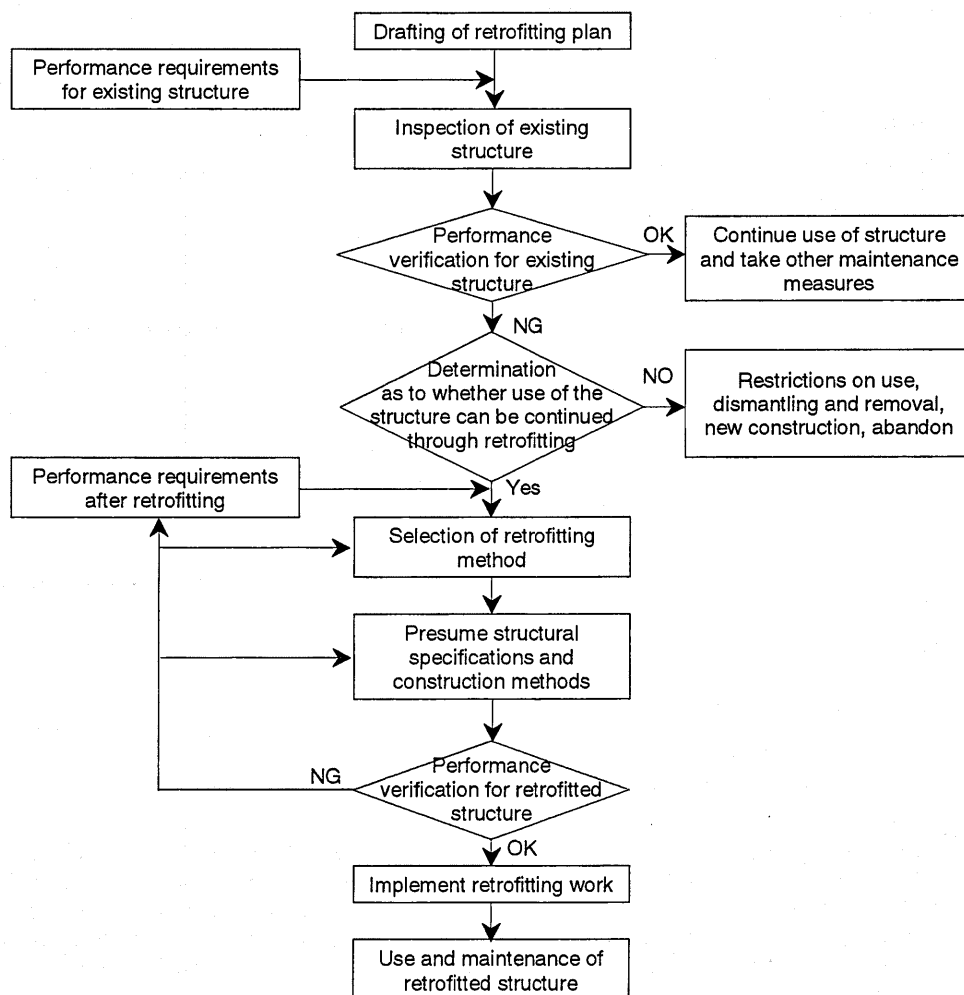 Drafting of retrofitting plan
Performance requirements
for existing structure
Inspection of existing
structure
Performance
verification for existing
structure
OK
Continue use of structure
and take other maintenance
measures
NG
Determination
as to whether use of the
structure can be continued
through retrofitting
NO
Restrictions on use,
dismantling and removal,
new construction, abandon
Performance requirements
after retrofitting
Yes
Selection of retrofitting
method
Presume structural
specifications and
construction methods
NG
Performance
verification for retrofitted
structure
OK
Implement retrofitting work
Use and maintenance of
retrofitted structure